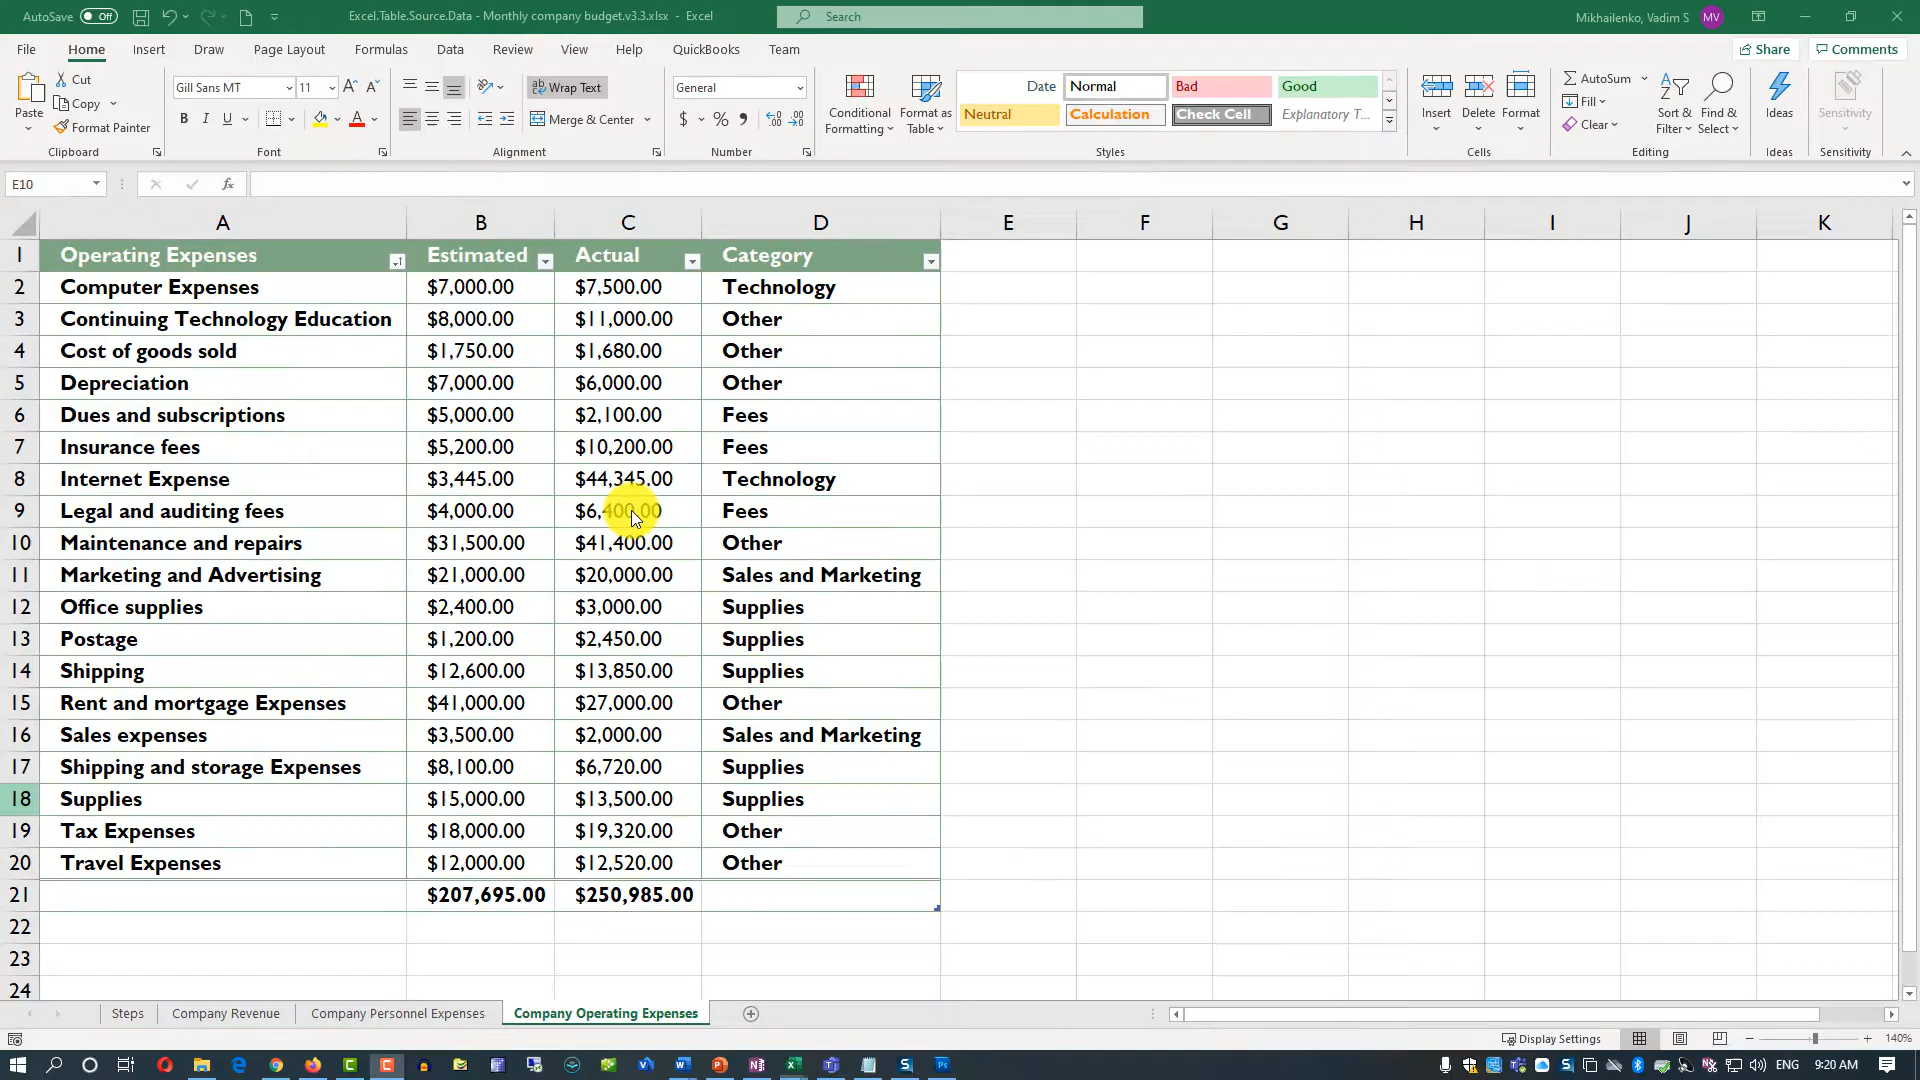 AutoSave Off Excel.Table.Source.Data - Monthly company budget.v3.3.xlsx - Excel Search Mikhailenko, Vadim S MV
File Home Insert Draw Page Layout Formulas Data Review View Help QuickBooks Team Share Comments
Paste Cut Copy Format Painter Clipboard
Gill Sans MT 11 A A B I U A Font
Wrap Text Merge & Center Alignment
General $ % Number
Conditional Formatting Format as Table
Date Normal Bad Good
Neutral Calculation Check Cell Explanatory T...
Styles
Insert Delete Format Cells
AutoSum Fill Clear Sort & Filter Find & Select Editing
Ideas Ideas
Sensitivity Sensitivity
E10 fx
A B C D E F G H I J K
1 Operating Expenses Estimated Actual Category
2 Computer Expenses $7,000.00 $7,500.00 Technology
3 Continuing Technology Education $8,000.00 $11,000.00 Other
4 Cost of goods sold $1,750.00 $1,680.00 Other
5 Depreciation $7,000.00 $6,000.00 Other
6 Dues and subscriptions $5,000.00 $2,100.00 Fees
7 Insurance fees $5,200.00 $10,200.00 Fees
8 Internet Expense $3,445.00 $44,345.00 Technology
9 Legal and auditing fees $4,000.00 $6,400.00 Fees
10 Maintenance and repairs $31,500.00 $41,400.00 Other
11 Marketing and Advertising $21,000.00 $20,000.00 Sales and Marketing
12 Office supplies $2,400.00 $3,000.00 Supplies
13 Postage $1,200.00 $2,450.00 Supplies
14 Shipping $12,600.00 $13,850.00 Supplies
15 Rent and mortgage Expenses $41,000.00 $27,000.00 Other
16 Sales expenses $3,500.00 $2,000.00 Sales and Marketing
17 Shipping and storage Expenses $8,100.00 $6,720.00 Supplies
18 Supplies $15,000.00 $13,500.00 Supplies
19 Tax Expenses $18,000.00 $19,320.00 Other
20 Travel Expenses $12,000.00 $12,520.00 Other
21 $207,695.00 $250,985.00
22
23
24
Steps Company Revenue Company Personnel Expenses Company Operating Expenses
Display Settings 140%
ENG 9:20 AM